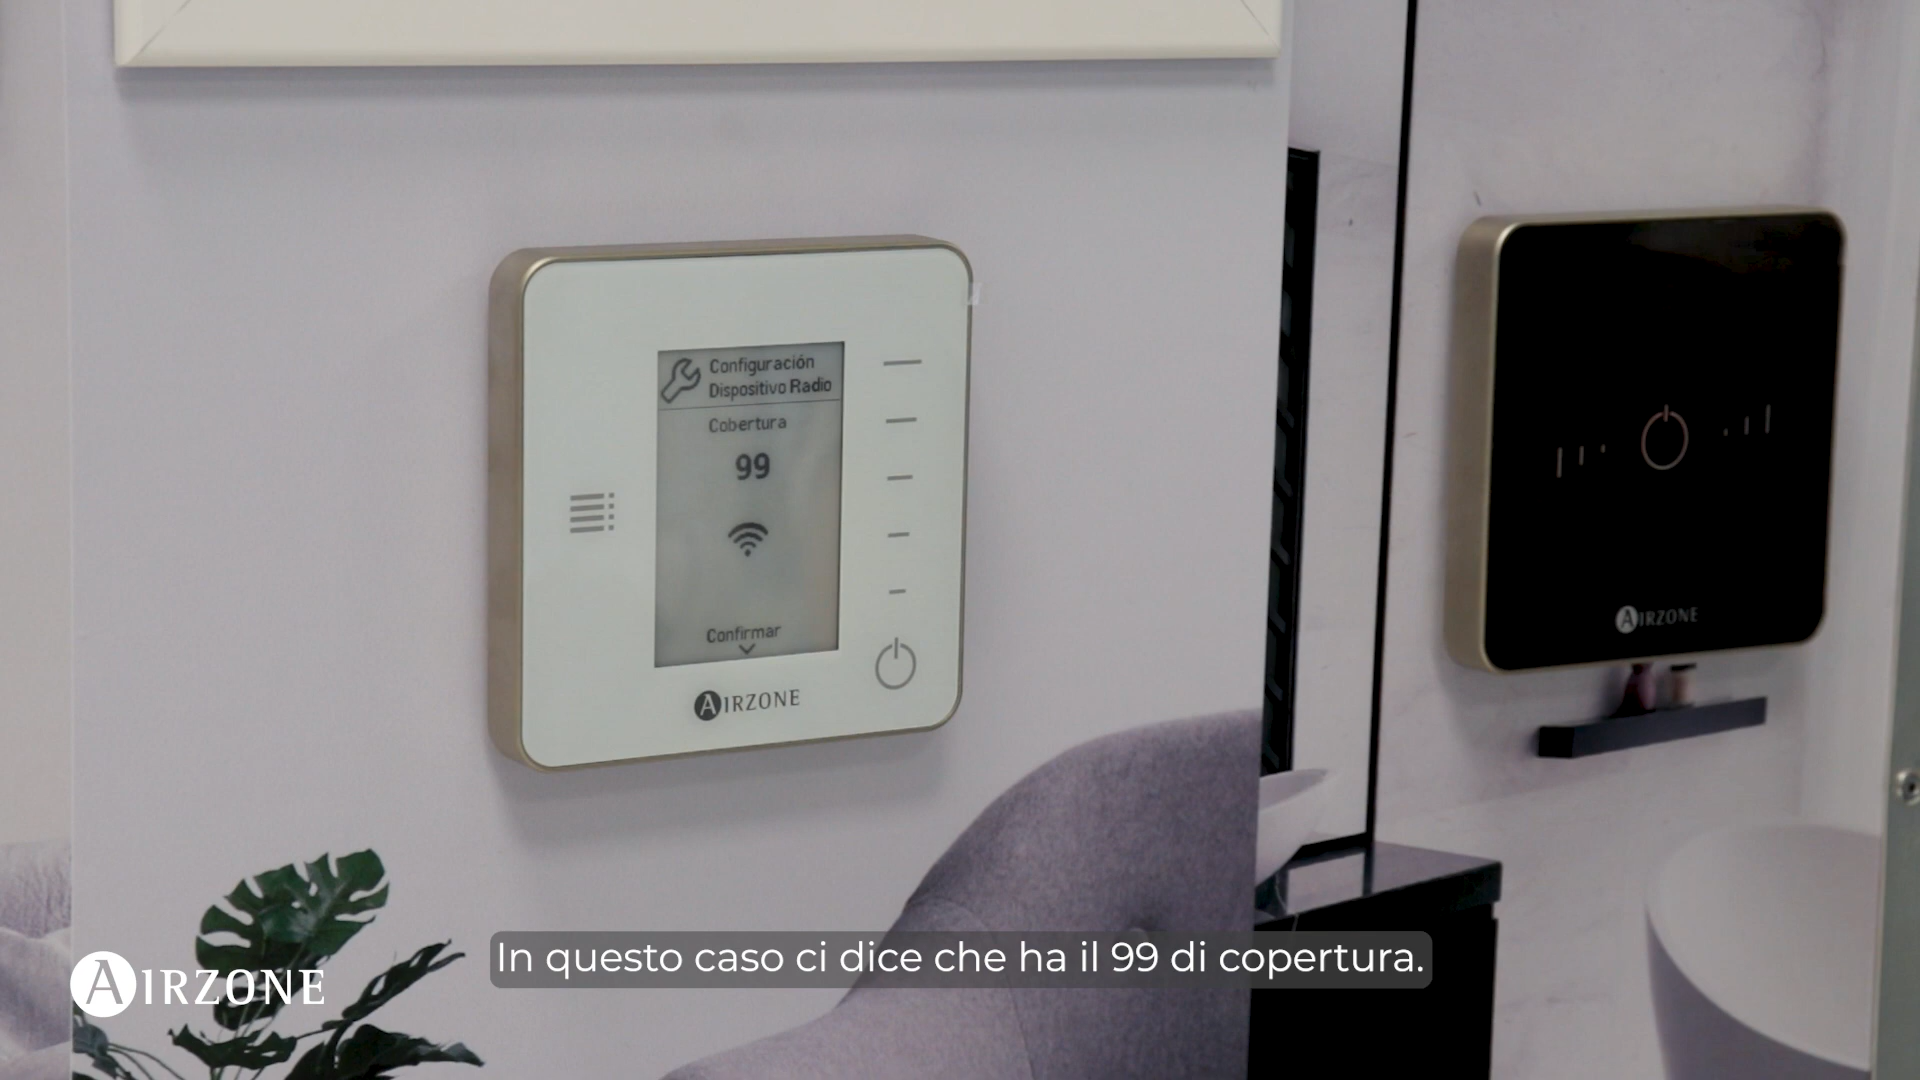 Configuración
Dispositivo Radio
Cobertura
99
Confirmar
AIRZONE
AIRZONE
AIRZONE
In questo caso ci dice che ha il 99 di copertura.